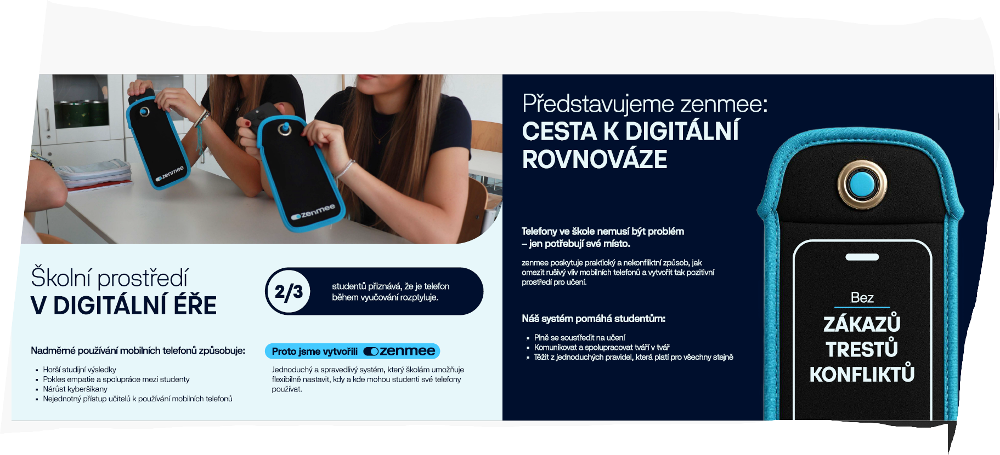 zenmee
zenmee
Školní prostředí
V DIGITÁLNÍ ÉŘE
2/3
studentů přiznává, že je telefon
během vyučování rozptyluje.
Nadměrné používání mobilních telefonů způsobuje:
▪ Horší studijní výsledky
▪ Pokles empatie a spolupráce mezi studenty
▪ Nárůst kyberšikany
▪ Nejednotný přístup učitelů k používání mobilních telefonů
Proto jsme vytvořili zenmee
Jednoduchý a spravedlivý systém, který školám umožňuje
flexibilně nastavit, kdy a kde mohou studenti své telefony
používat.
Představujeme zenmee:
CESTA K DIGITÁLNÍ
ROVNOVÁZE
Telefony ve škole nemusí být problém
– jen potřebují své místo.
zenmee poskytuje praktický a nekonfliktní způsob, jak
omezit rušivý vliv mobilních telefonů a vytvořit tak pozitivní
prostředí pro učení.
Náš systém pomáhá studentům:
▪ Plně se soustředit na učení
▪ Komunikovat a spolupracovat tváří v tvář
▪ Těžit z jednoduchých pravidel, která platí pro všechny stejně
Bez
ZÁKAZŮ
TRESTŮ
KONFLIKTŮ